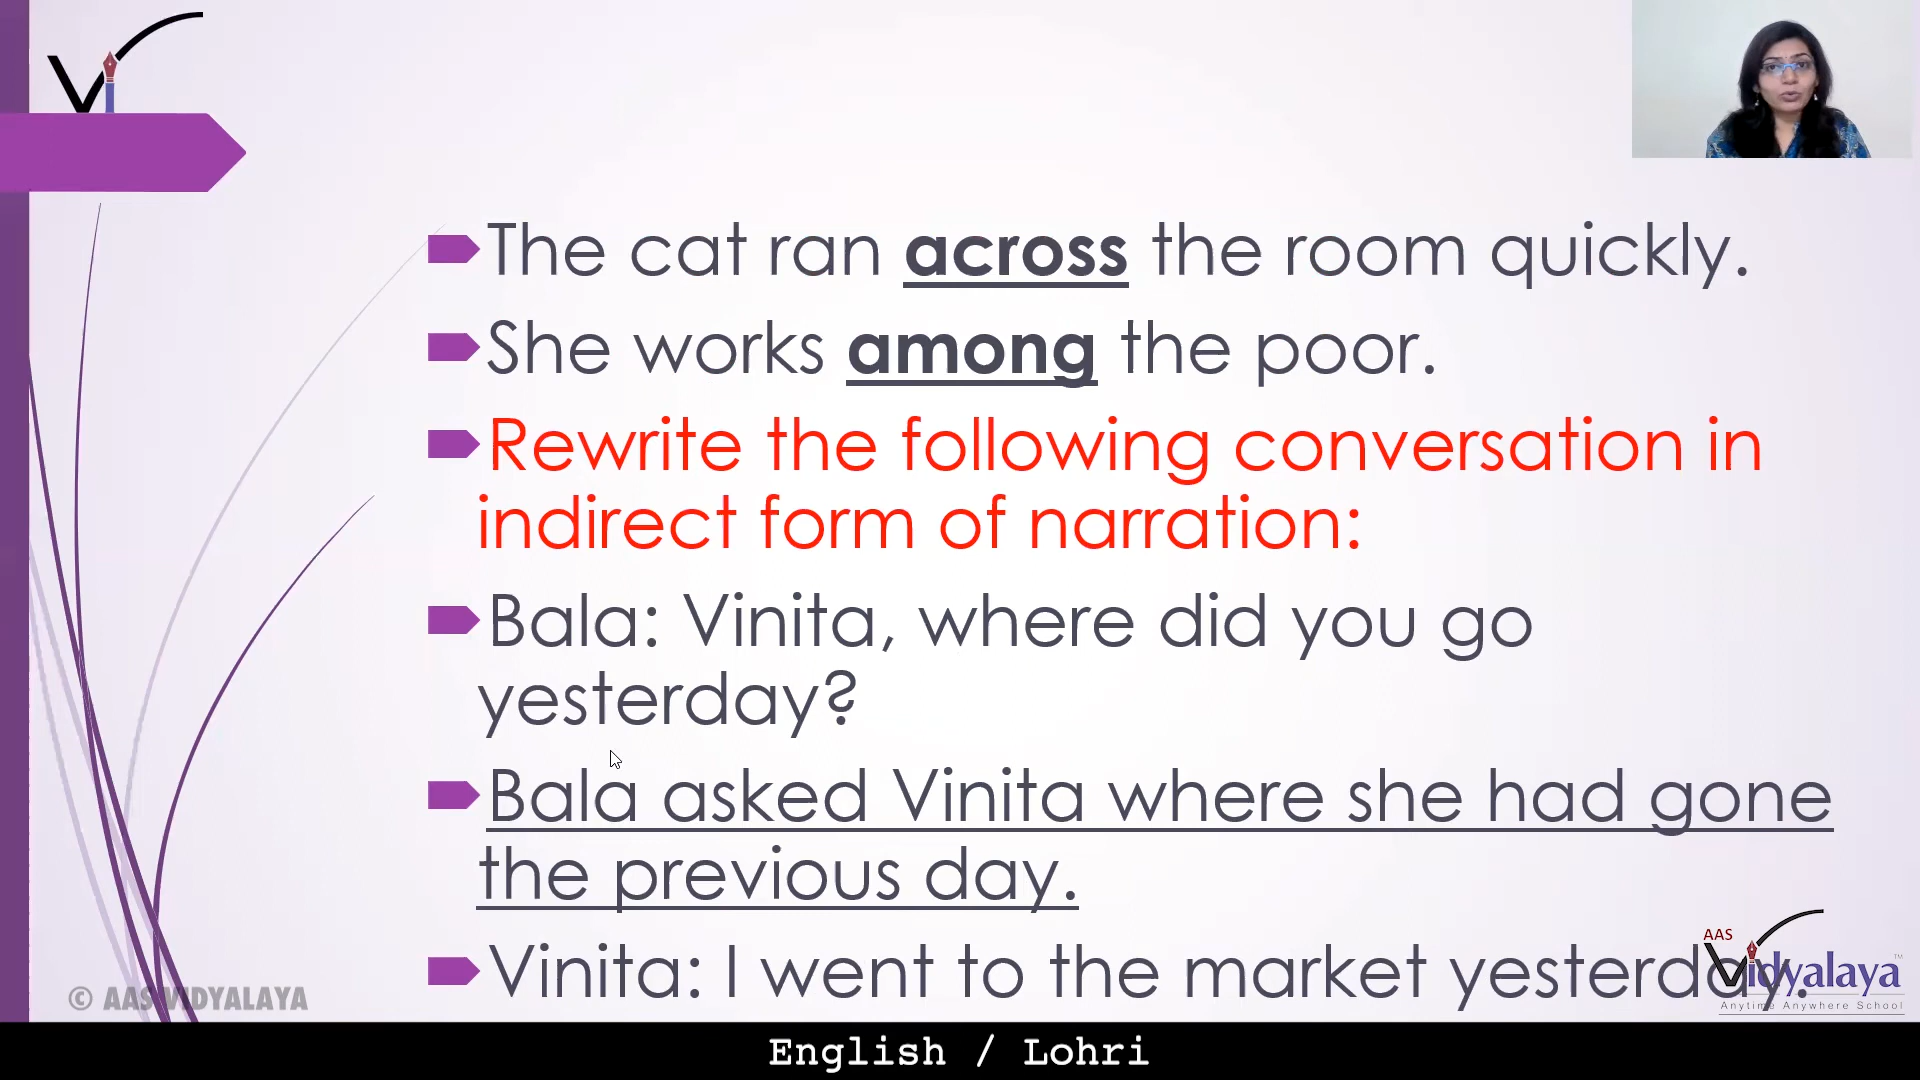 Vi
The cat ran across the room quickly.
She works among the poor.
Rewrite the following conversation in
indirect form of narration:
Bala: Vinita, where did you go
yesterday?
Bala asked Vinita where she had gone
the previous day.
Vinita: I went to the market yesterday.
AAS
Vidyalaya™
Anytime Anywhere School
© AAS VIDYALAYA
English / Lohri